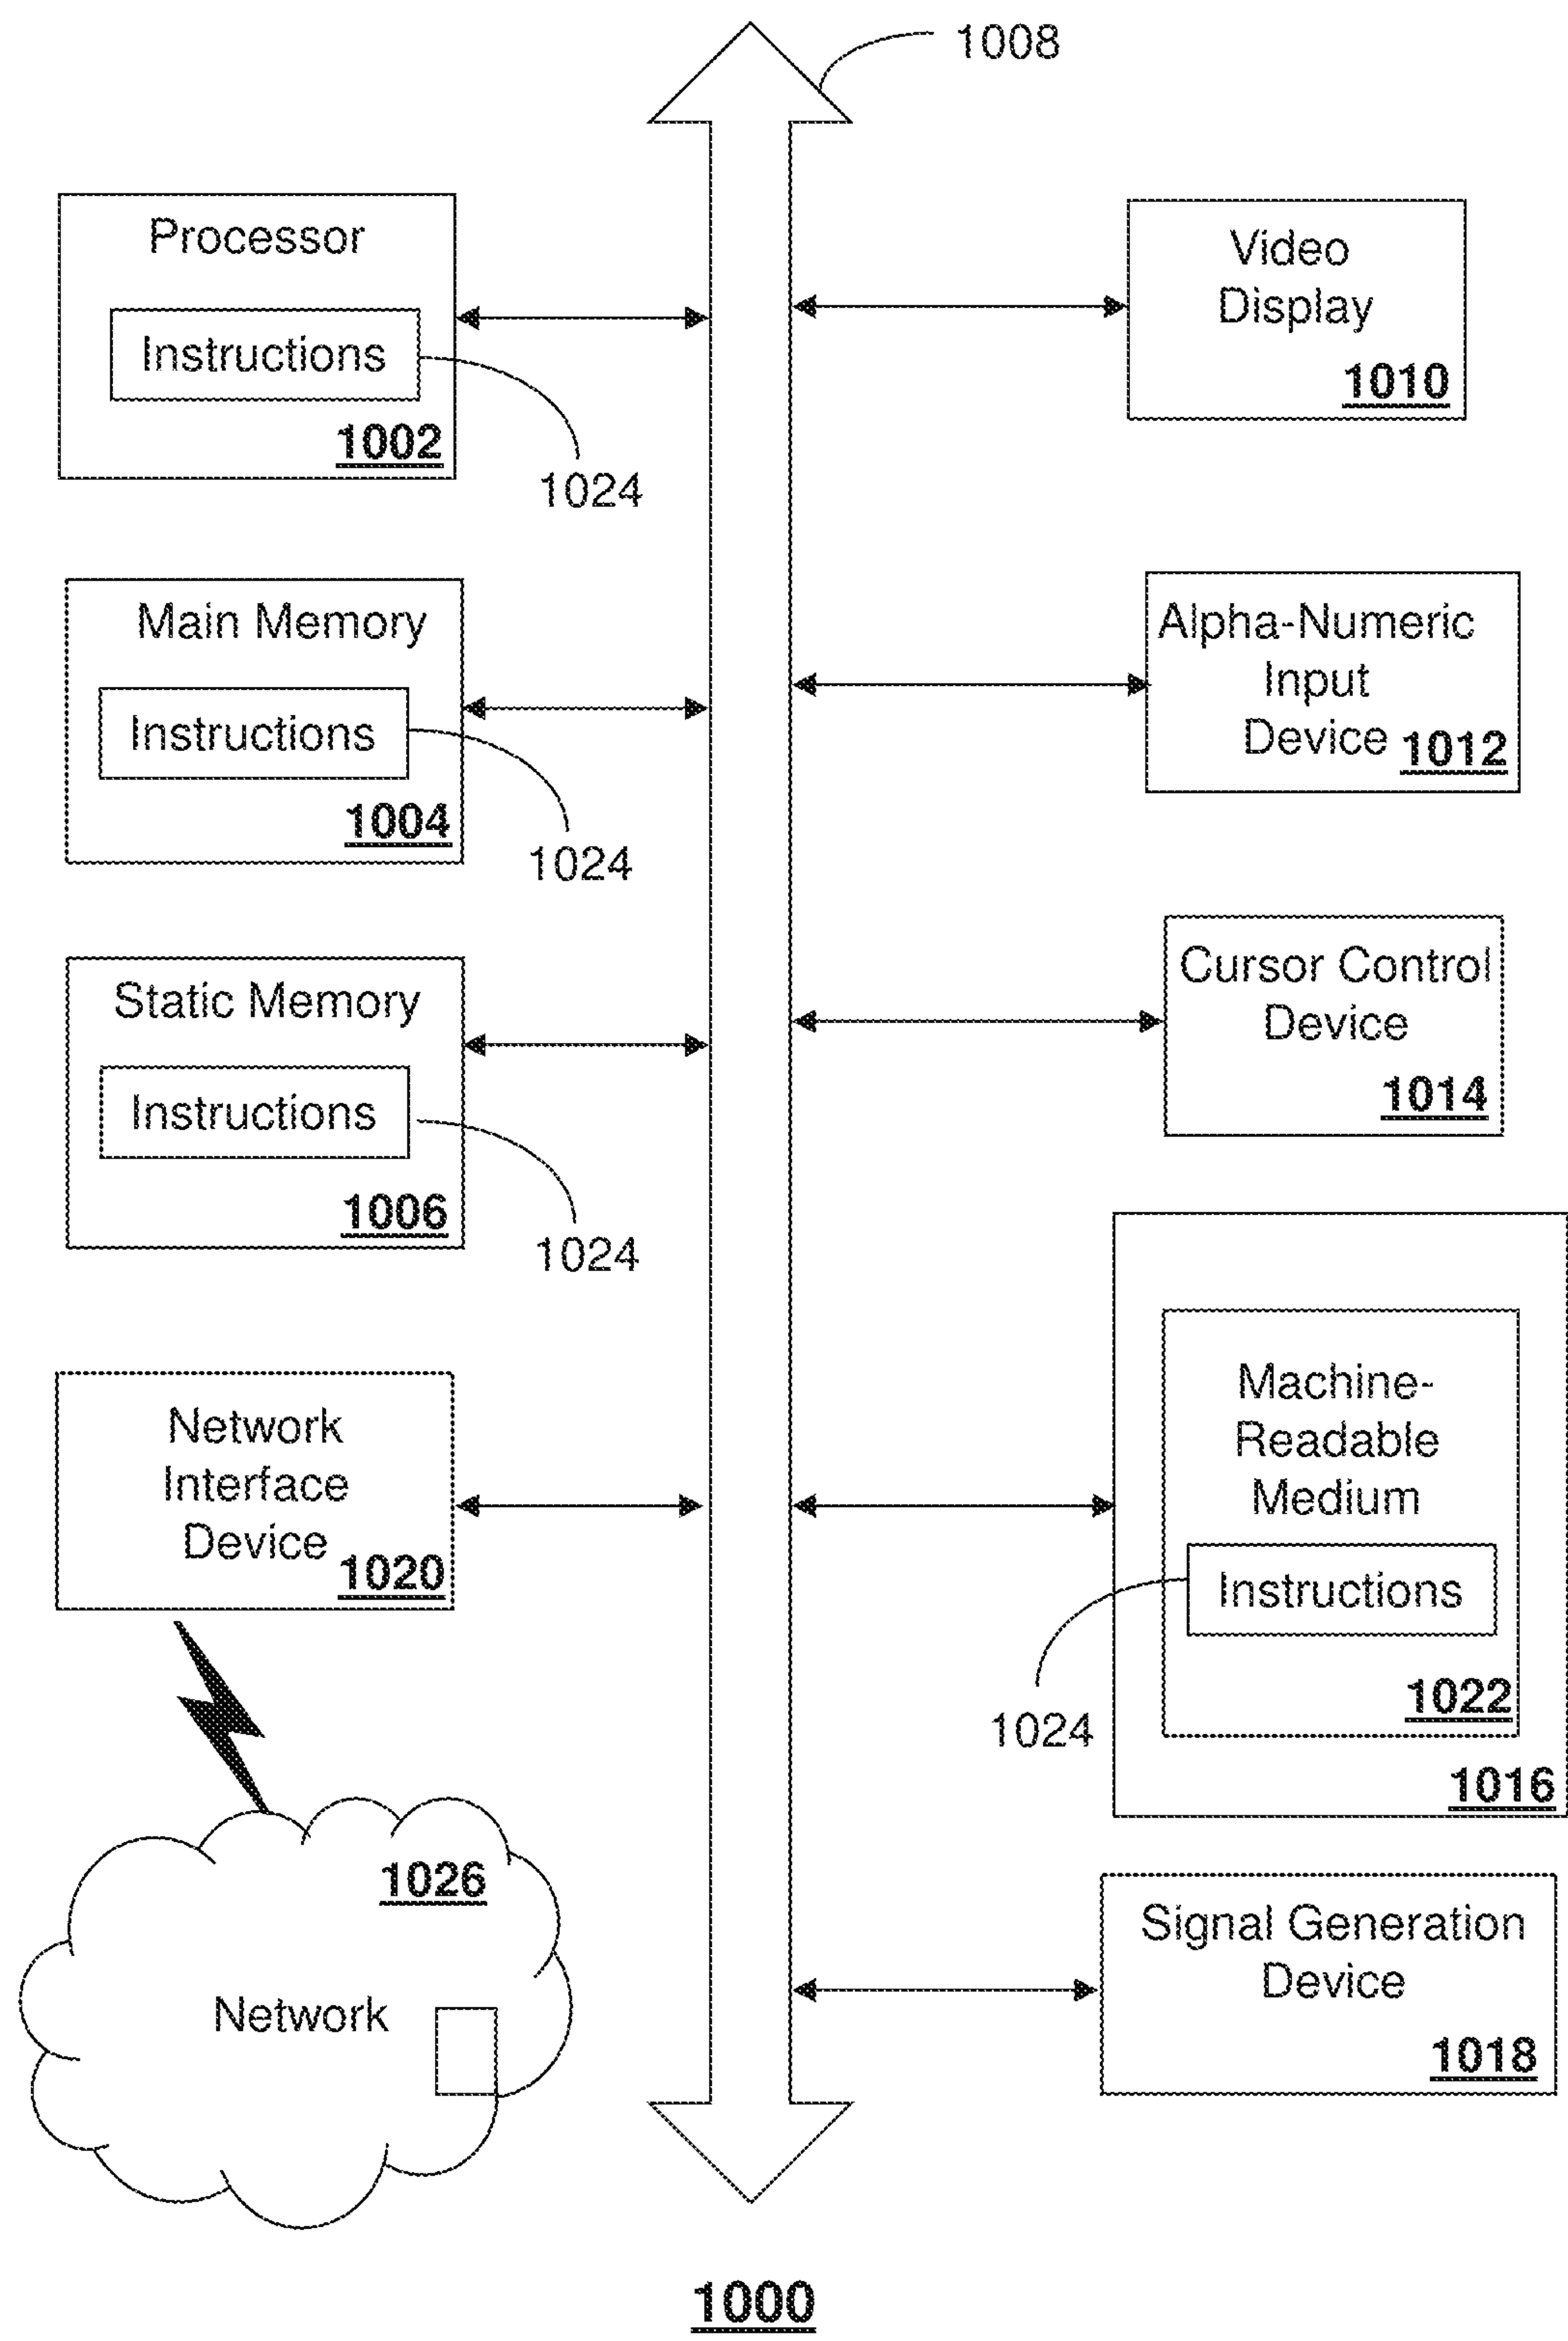 1008
Processor
Instructions
1002
1024
Main Memory
Instructions
1004
1024
Static Memory
Instructions
1006
1024
Network
Interface
Device
1020
1026
Network
Video
Display
1010
Alpha-Numeric
Input
Device
1012
Cursor Control
Device
1014
Machine-
Readable
Medium
Instructions
1022
1024
1016
Signal Generation
Device
1018
1000